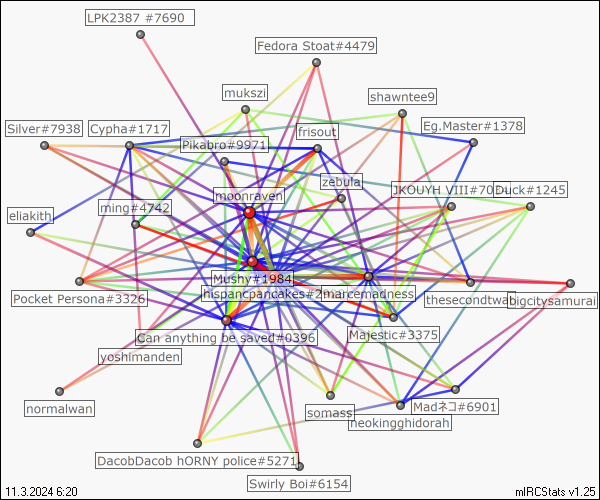 LPK2387 #7690
Fedora Stoat#4479
mukszi
shawntee9
Silver#7938
Cypha#1717
frisout
Eg.Master#1378
Pikabro#9971
zebula
JKOUYH VIII#70
Duck#1245
moonraven
eliakith
ming#4742
Mushy#1984
Pocket Persona#3326
hispancpancakes#2
marcemadness
thesecondtwan
bigcitysamurai
Can anything be saved#0396
Majestic#3375
yoshimanden
normalwan
somass
Madネコ#6901
neokingghidorah
DacobDacob hORNY police#5271
Swirly Boi#6154
11.3.2024 6:20
mIRCStats v1.25